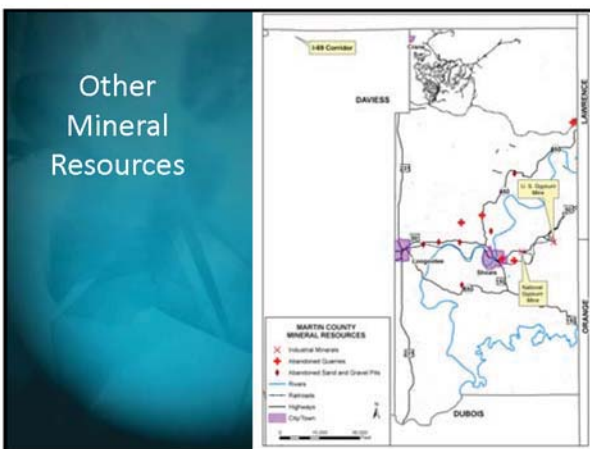 Other
Mineral
Resources
I-69 Corridor
Crane
DAVIESS
LAWRENCE
U. S. Gypsum
Mine
Loogootee
Shoals
National
Gypsum
Mine
ORANGE
MARTIN COUNTY
MINERAL RESOURCES
Industrial Minerals
Abandoned Quarries
Abandoned Sand and Gravel Pits
Rivers
Railroads
Highways
City/Town
DUBOIS